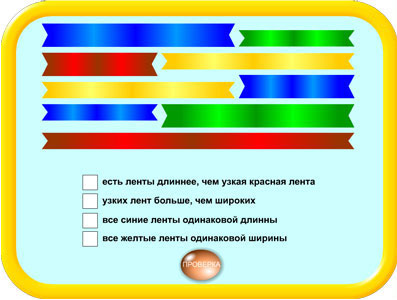 есть ленты длиннее, чем узкая красная лента
узких лент больше, чем широких
все синие ленты одинаковой длинны
все желтые ленты одинаковой ширины
ПРОВЕРКА